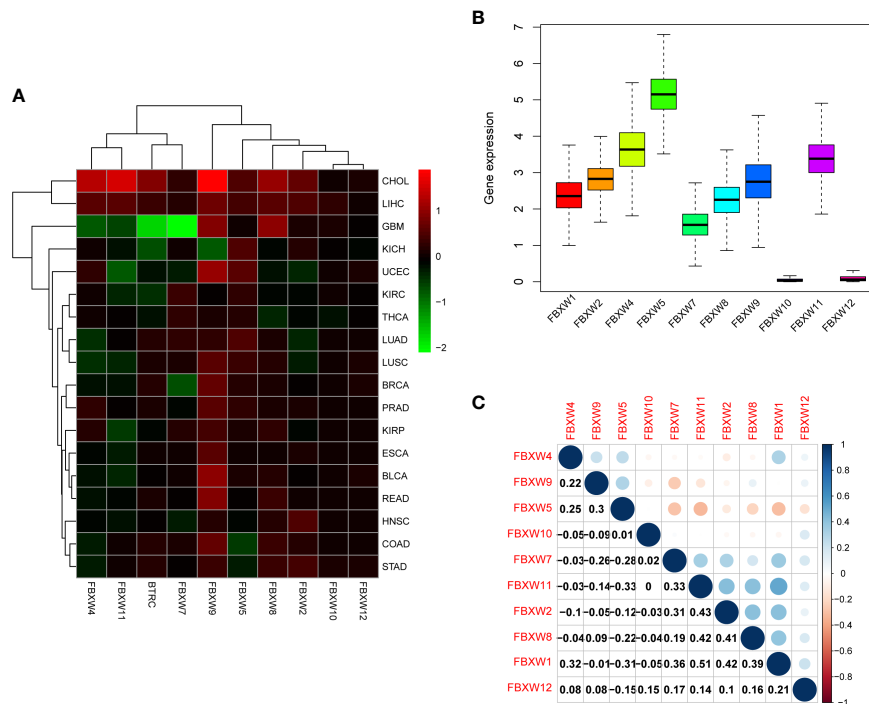 A
CHOL
LIHC
GBM
KICH
UCEC
KIRC
THCA
LUAD
LUSC
BRCA
PRAD
KIRP
ESCA
BLCA
READ
HNSC
COAD
STAD
FBXW4
FBXW11
BTRC
FBXW7
FBXW9
FBXW5
FBXW8
FBXW2
FBXW10
FBXW12
1
0
−1
−2
B
Gene expression
7
6
5
4
3
2
1
0
FBXW1
FBXW2
FBXW4
FBXW5
FBXW7
FBXW8
FBXW9
FBXW10
FBXW11
FBXW12
C
FBXW4
FBXW9
FBXW5
FBXW10
FBXW7
FBXW11
FBXW2
FBXW8
FBXW1
FBXW12
FBXW4
FBXW9 0.22
FBXW5 0.25 0.3
FBXW10 −0.05 −0.09 0.01
FBXW7 −0.03 −0.26 −0.28 0.02
FBXW11 −0.03 −0.14 −0.33 0 0.33
FBXW2 −0.1 −0.05 −0.12 −0.03 0.31 0.43
FBXW8 −0.04 0.09 −0.22 −0.04 0.19 0.42 0.41
FBXW1 0.32 −0.01 −0.31 −0.05 0.36 0.51 0.42 0.39
FBXW12 0.08 0.08 −0.15 0.15 0.17 0.14 0.1 0.16 0.21
1
0.8
0.6
0.4
0.2
0
−0.2
−0.4
−0.6
−0.8
−1